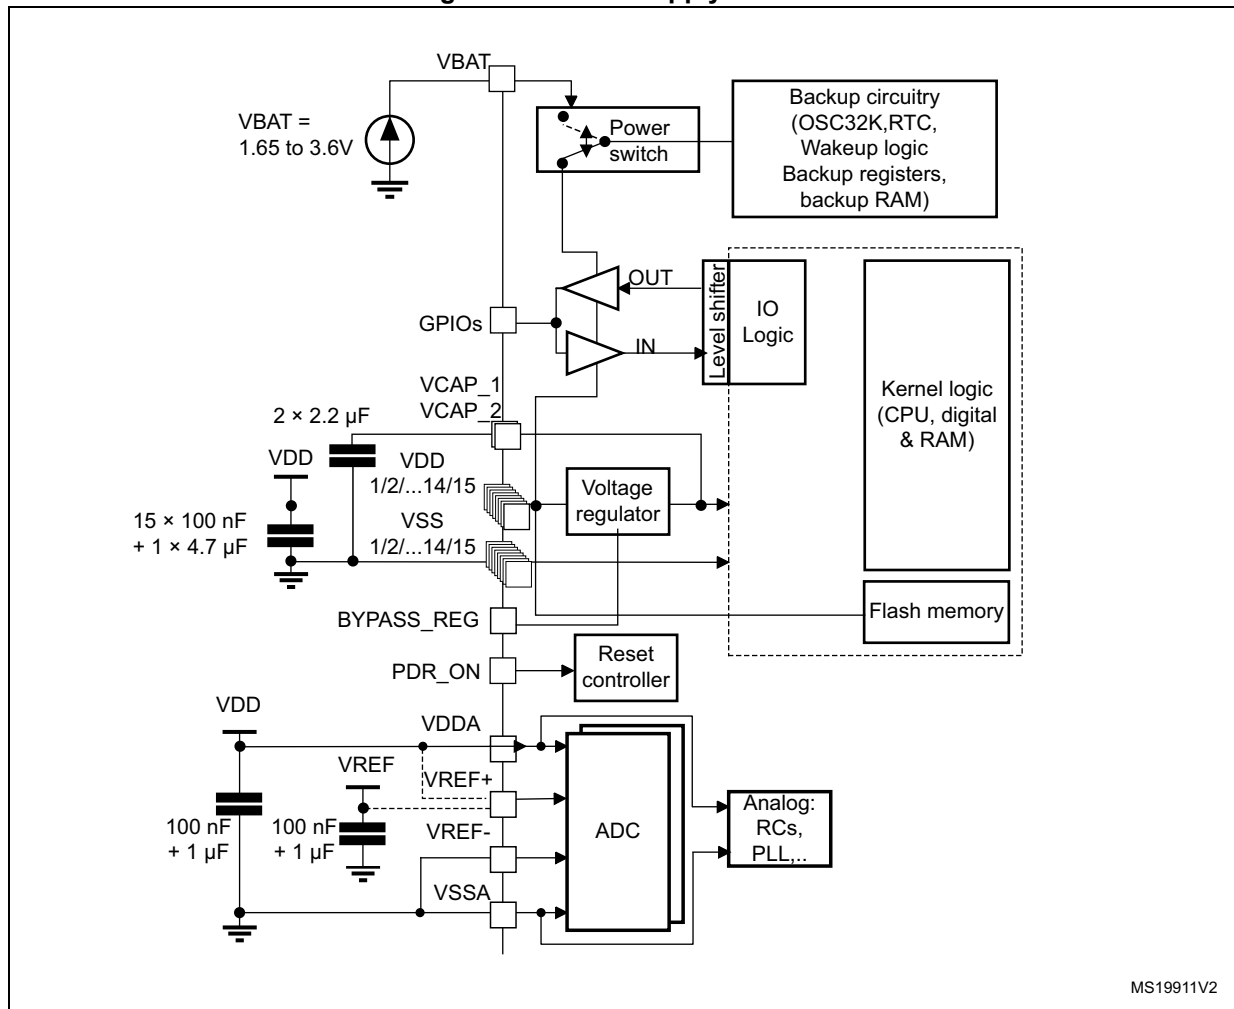 VBAT
VBAT =
1.65 to 3.6V
Power
switch
Backup circuitry
(OSC32K,RTC,
Wakeup logic
Backup registers,
backup RAM)
OUT
GPIOs
IN
Level shifter
IO
Logic
Kernel logic
(CPU, digital
& RAM)
VCAP_1
VCAP_2
2 × 2.2 μF
VDD
VDD
1/2/...14/15
Voltage
regulator
15 × 100 nF
+ 1 × 4.7 μF
VSS
1/2/...14/15
Flash memory
BYPASS_REG
PDR_ON
Reset
controller
VDD
VDDA
VREF
VREF+
100 nF
+ 1 μF
100 nF
+ 1 μF
VREF-
ADC
Analog:
RCs,
PLL,..
VSSA
MS19911V2